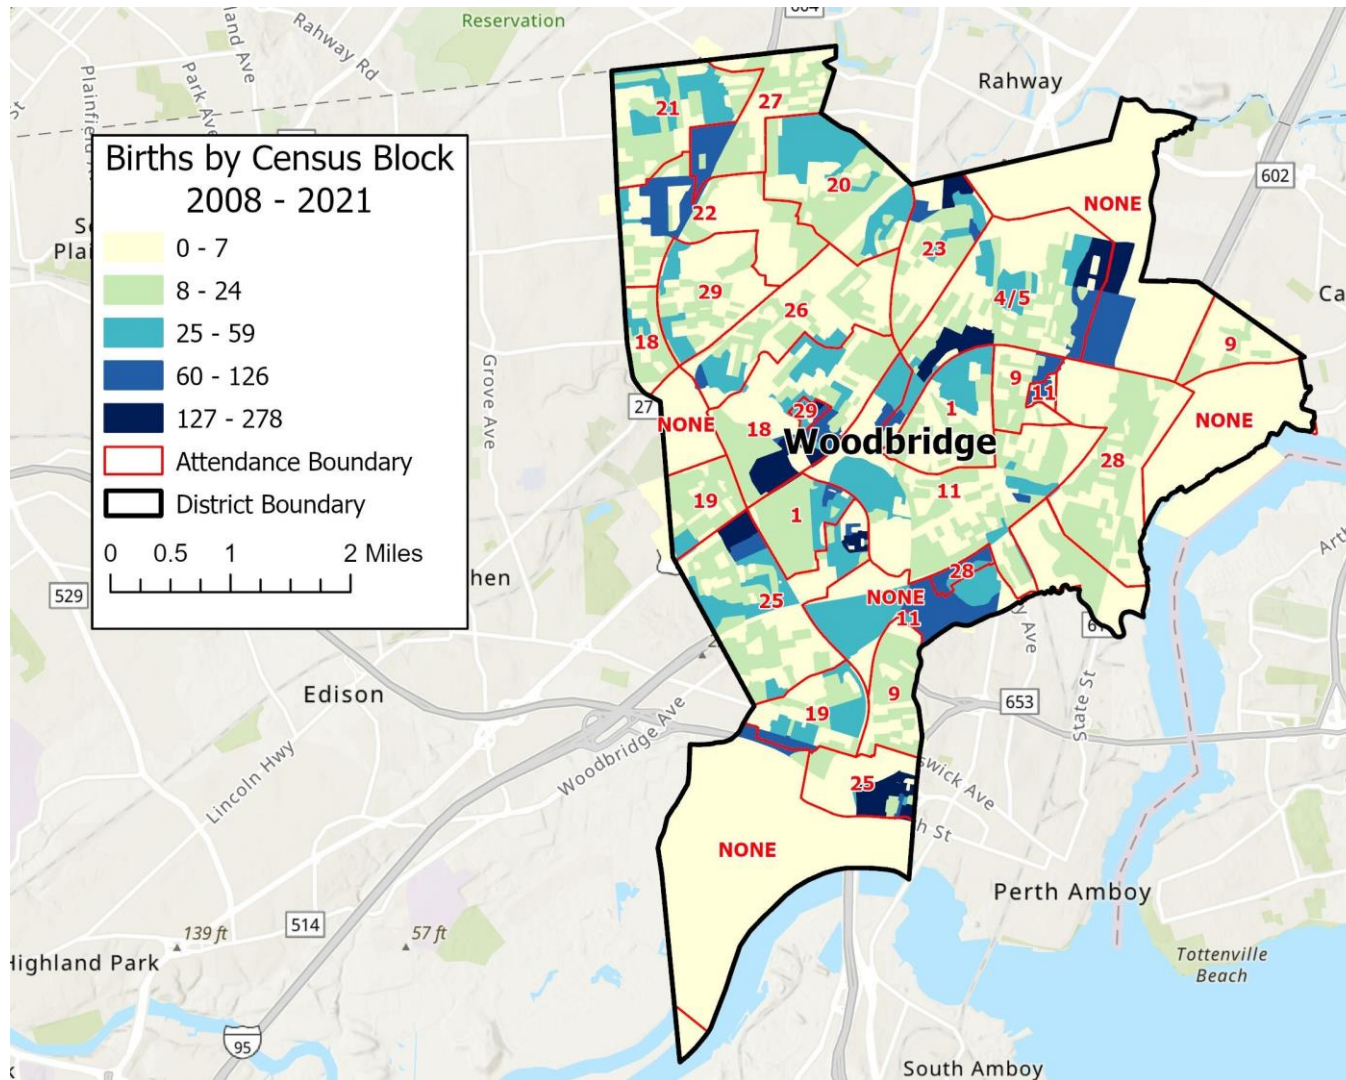 Reservation
Rahway Rd
Park Ave
Plainfield
Rahway
602
Births by Census Block
2008 - 2021
0 - 7
8 - 24
25 - 59
60 - 126
127 - 278
Attendance Boundary
District Boundary
0 0.5 1 2 Miles
21
27
20
22
NONE
23
29
26
4/5
18
9
Grove Ave
27
9
11
29
1
NONE
NONE
18
Woodbridge
28
19
1
11
529
28
25
NONE
11
Edison
9
653
State St
19
Lincoln Hwy
Woodbridge Ave
25
NONE
Perth Amboy
514
139 ft
57 ft
Highland Park
Tottenville
Beach
95
South Amboy